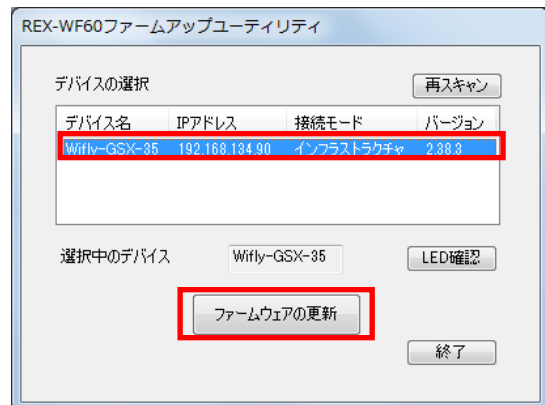 REX-WF60ファームアップユーティリティ
デバイスの選択 再スキャン
デバイス名 IPアドレス 接続モード バージョン
Wifly-GSX-35 192.168.134.90 インフラストラクチャ 2.38.3
選択中のデバイス Wifly-GSX-35 LED確認
ファームウェアの更新
終了